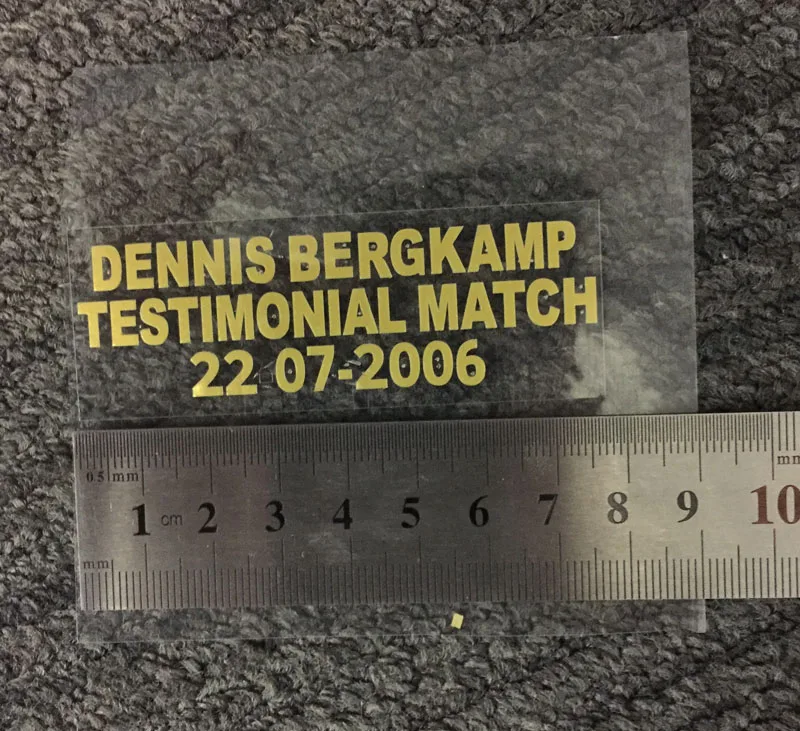 DENNIS BERGKAMP
TESTIMONIAL MATCH
22 07-2006
0.5 mm
mm
1 cm 2 3 4 5 6 7 8 9 10
mm